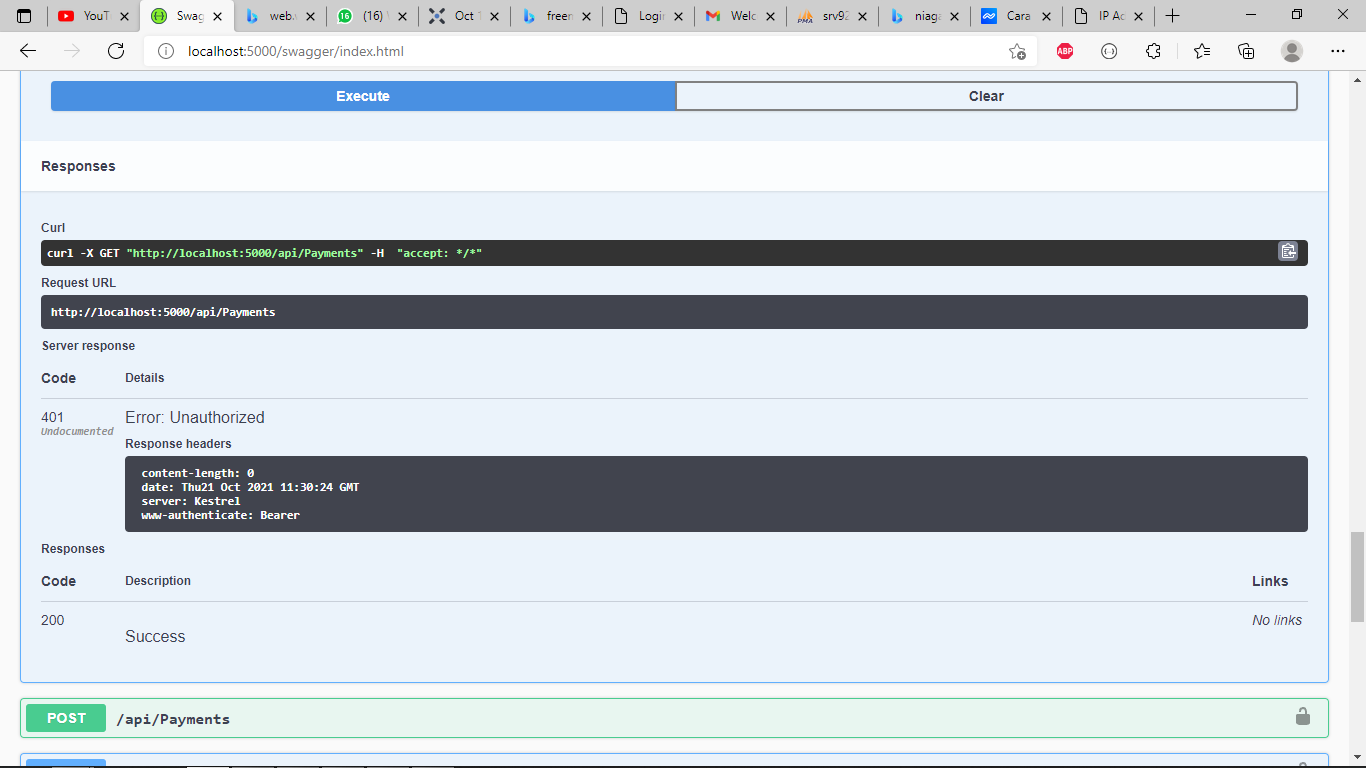 YouT
Swag
web.v
(16) V
Oct 1
freer
Login
Welc
srv92
niaga
Cara
IP Ac
localhost:5000/swagger/index.html
ABP
Execute
Clear
Responses
Curl
curl -X GET "http://localhost:5000/api/Payments" -H  "accept: */*"
Request URL
http://localhost:5000/api/Payments
Server response
Code Details
401 Error: Unauthorized
Undocumented
Response headers
content-length: 0
date: Thu21 Oct 2021 11:30:24 GMT
server: Kestrel
www-authenticate: Bearer
Responses
Code Description Links
200 No links
Success
POST /api/Payments